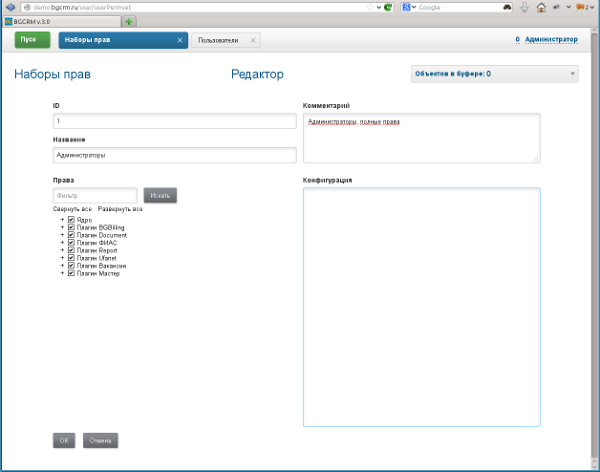 demo.bgcrm.ru/user/userPermset
Google
2
BGCRM v.3.0
Пуск
Наборы прав
Пользователи
0 Администратор
Наборы прав
Редактор
Объектов в буфере: 0
ID
1
Название
Администраторы
Комментарий
Администраторы, полные права
Права
Фильтр
Искать
Свернуть все Развернуть все
Ядро
Плагин BGBilling
Плагин Document
Плагин ФИАС
Плагин Report
Плагин Ufanet
Плагин Вакансии
Плагин Мастер
Конфигурация
ОК
Отмена